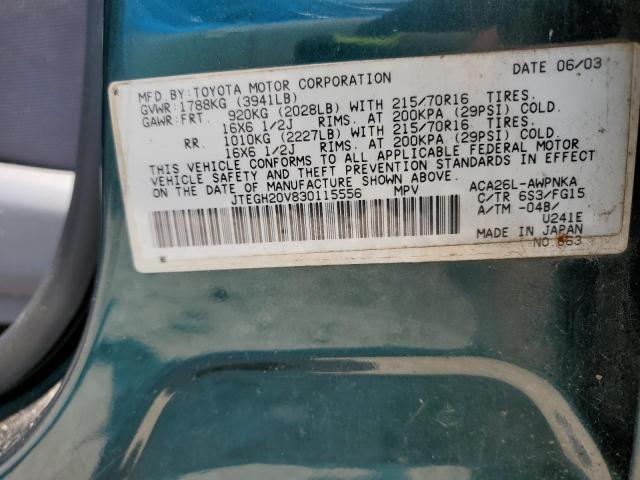 MFD BY:TOYOTA MOTOR CORPORATION DATE 06/03
GVWR: 1788KG (3941LB)
GAWR:FRT. 920KG (2028LB) WITH 215/70R16 TIRES.
16X6 1/2J RIMS. AT 200KPA (29PSI) COLD.
RR. 1010KG (2227LB) WITH 215/70R16 TIRES.
16X6 1/2J RIMS. AT 200KPA (29PSI) COLD.
THIS VEHICLE CONFORMS TO ALL APPLICABLE FEDERAL MOTOR
VEHICLE SAFETY, BUMPER, AND THEFT PREVENTION STANDARDS IN EFFECT
ON THE DATE OF MANUFACTURE SHOWN ABOVE.
JTEGH20V830115556 MPV ACA26L-AWPNKA
C/TR 6S3/FG15
A/TM -04B/
U241E
MADE IN JAPAN
NO.